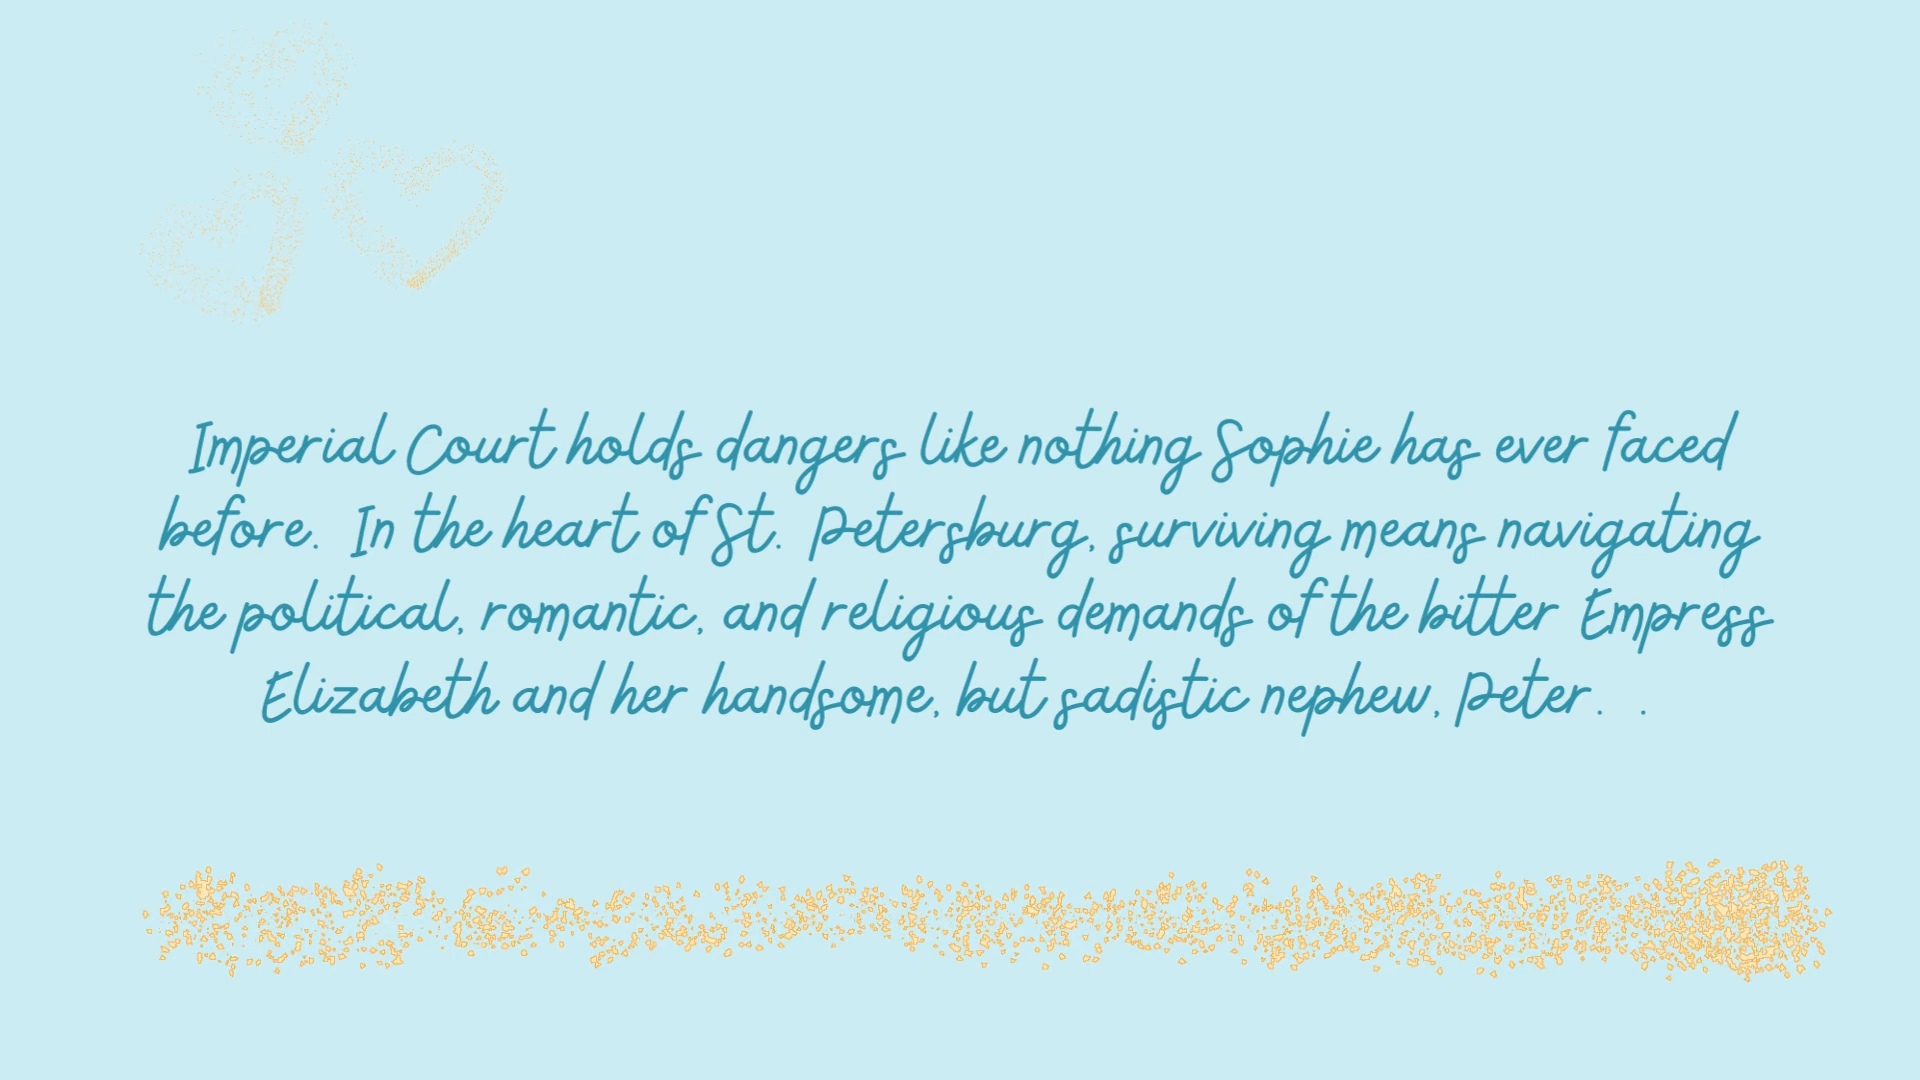 Imperial Court holds dangers like nothing Sophie has ever faced
before. In the heart of St. Petersburg, surviving means navigating
the political, romantic, and religious demands of the bitter Empress
Elizabeth and her handsome, but sadistic nephew, Peter. .